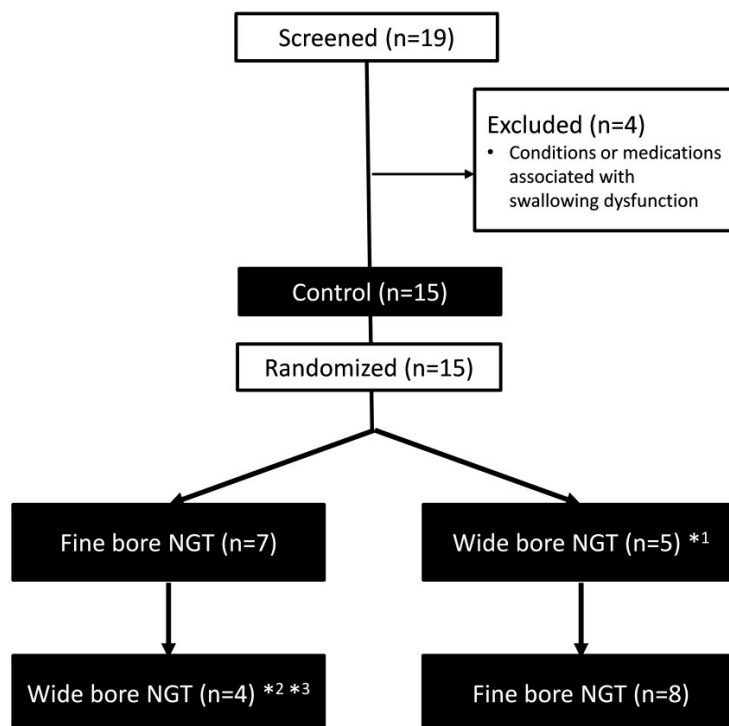 Screened (n=19)
Excluded (n=4)
• Conditions or medications
associated with
swallowing dysfunction
Control (n=15)
Randomized (n=15)
Fine bore NGT (n=7)
Wide bore NGT (n=5) *1
Wide bore NGT (n=4) *2 *3
Fine bore NGT (n=8)